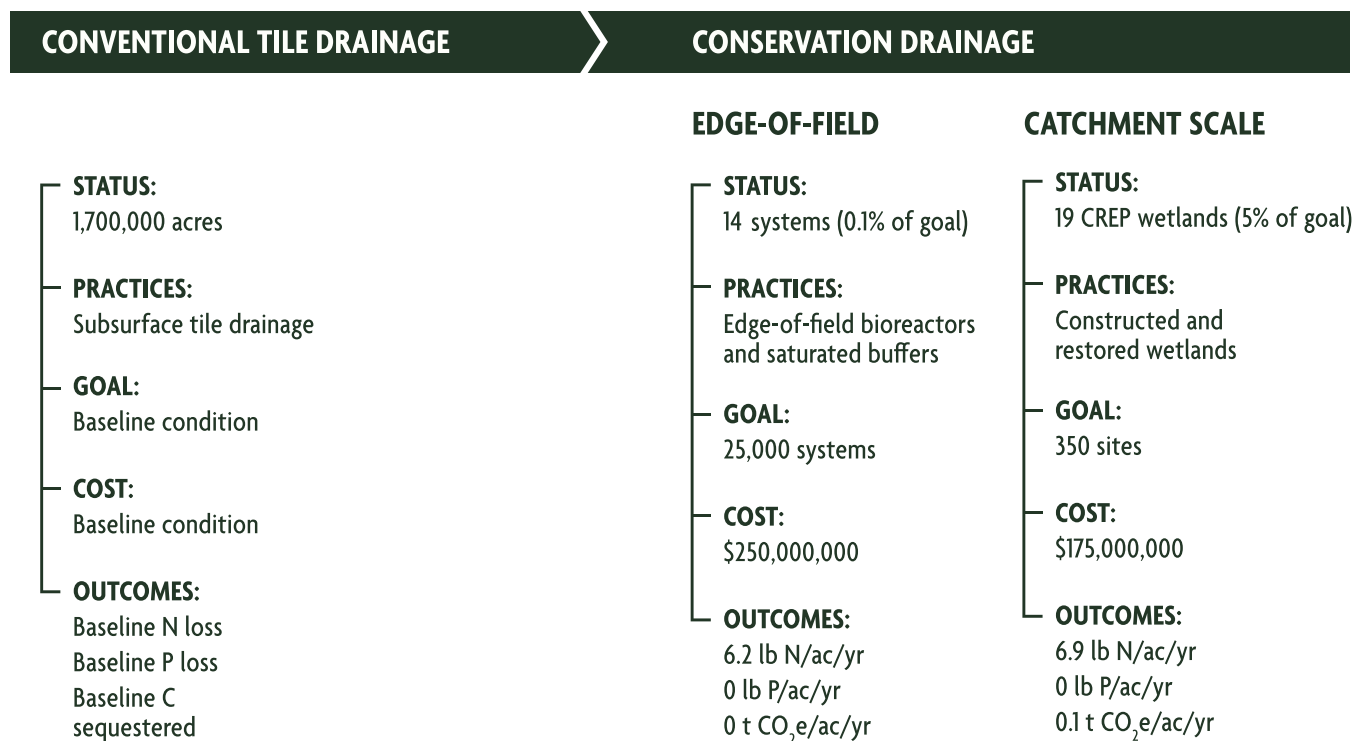 CONVENTIONAL TILE DRAINAGE
CONSERVATION DRAINAGE
STATUS:
1,700,000 acres
PRACTICES:
Subsurface tile drainage
GOAL:
Baseline condition
COST:
Baseline condition
OUTCOMES:
Baseline N loss
Baseline P loss
Baseline C
sequestered
EDGE-OF-FIELD
STATUS:
14 systems (0.1% of goal)
PRACTICES:
Edge-of-field bioreactors
and saturated buffers
GOAL:
25,000 systems
COST:
$250,000,000
OUTCOMES:
6.2 lb N/ac/yr
0 lb P/ac/yr
0 t CO₂e/ac/yr
CATCHMENT SCALE
STATUS:
19 CREP wetlands (5% of goal)
PRACTICES:
Constructed and
restored wetlands
GOAL:
350 sites
COST:
$175,000,000
OUTCOMES:
6.9 lb N/ac/yr
0 lb P/ac/yr
0.1 t CO₂e/ac/yr